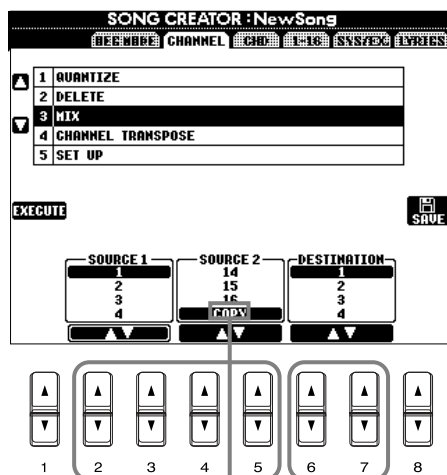 SONG CREATOR : NewSong
REC MODE CHANNEL CHD 1-16 SYS/EX. LYRICS
1 QUANTIZE
2 DELETE
3 MIX
4 CHANNEL TRANSPOSE
5 SET UP
EXECUTE
SAVE
SOURCE 1 SOURCE 2 DESTINATION
1 14 1
2 15 2
3 16 3
4 COPY 4
1 2 3 4 5 6 7 8